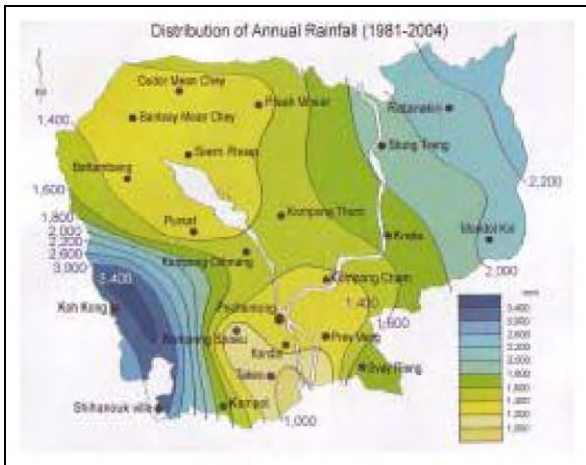 Distribution of Annual Rainfall (1981-2004)
Oddor Mean Chey
Preah Vihear
Ratanakiri
1,400
Banteay Mean Chey
Siem Reap
Stung Treng
Battambang
2,200
1,600
Pursat
Kompong Thom
1,800
2,000
2,200
2,600
3,000
Kratie
Mondol Kiri
Kompong Chhnang
2,000
3,400
Kompong Cham
1,400
mm
Koh Kong
1,600
3,400
3,000
2,600
2,200
2,000
1,800
1,600
1,400
1,200
1,000
Kompong Speu
Prey Veng
Kandal
Takeo
Svay Rieng
Shihanouk ville
Kampot
1,000